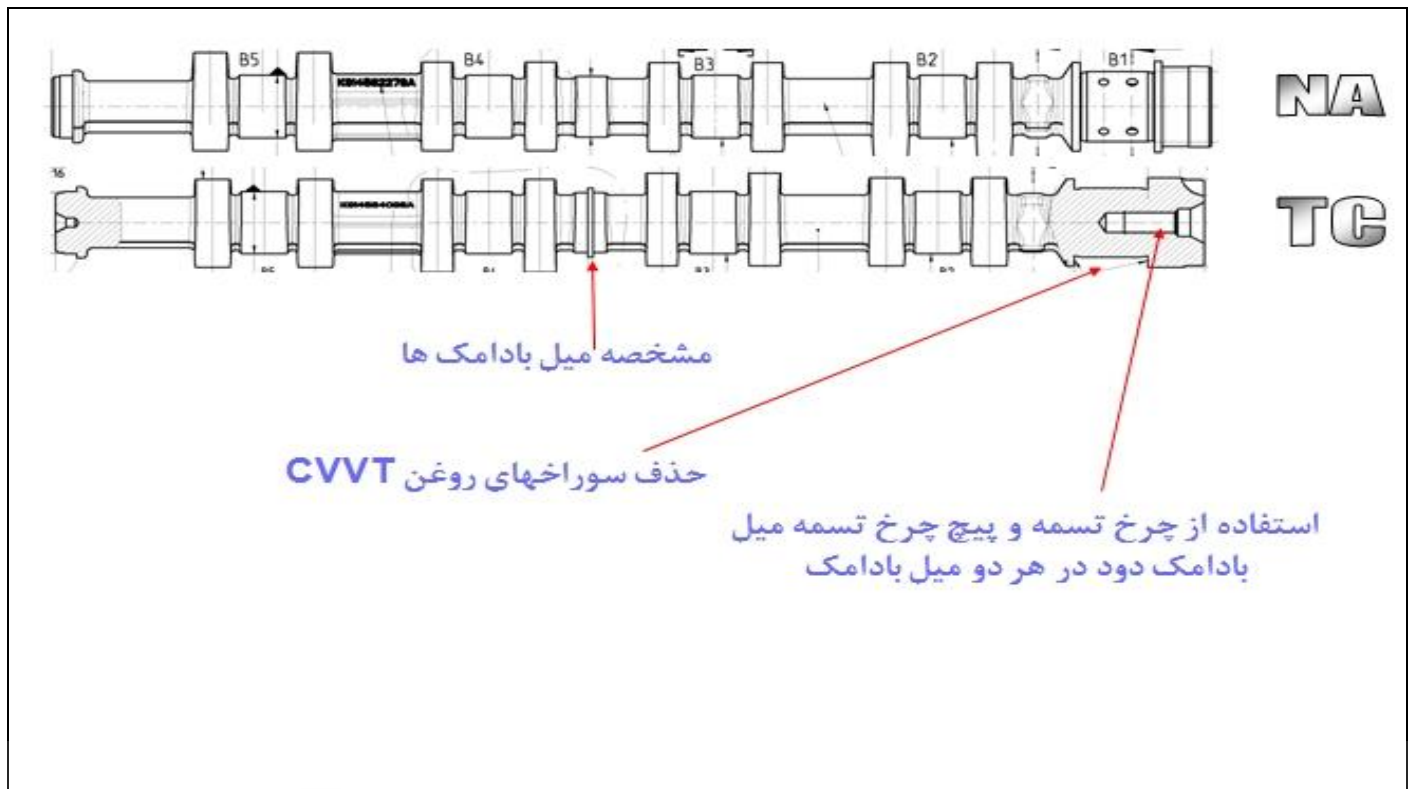 B5 B4 B3 B2 B1
NA
TC
مشخصه میل بادامک ها
حذف سوراخهای روغن CVVT
استفاده از چرخ تسمه و پیچ چرخ تسمه میل
بادامک دود در هر دو میل بادامک